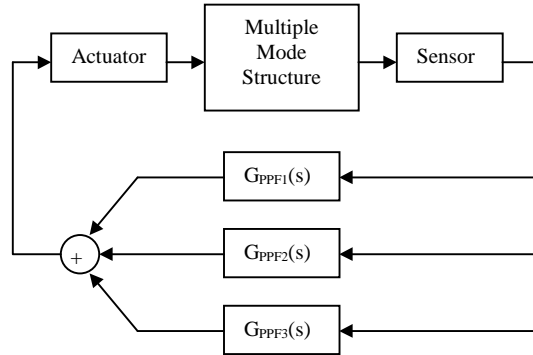 Actuator
Multiple
Mode
Structure
Sensor
GPPF1(s)
GPPF2(s)
+
GPPF3(s)